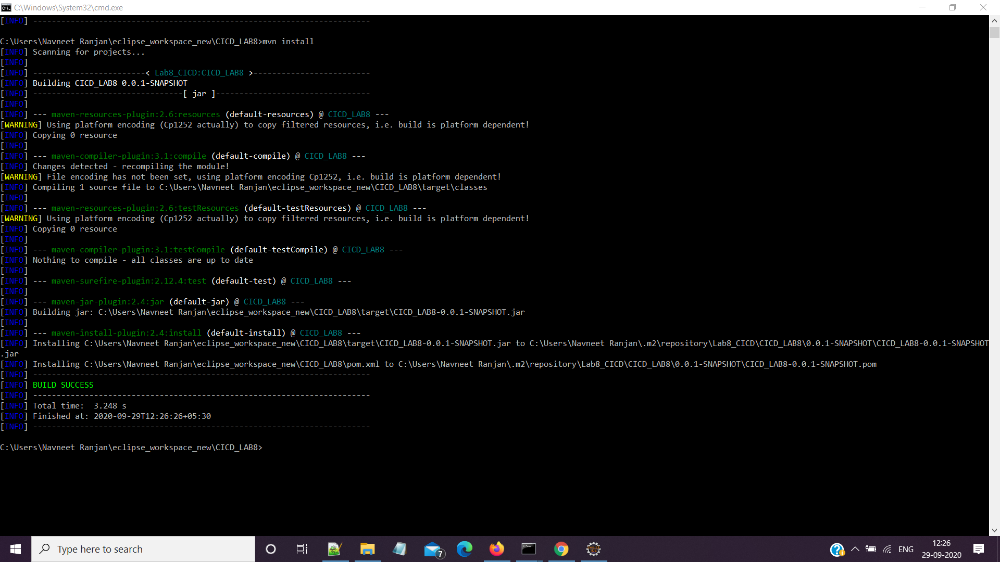 C:\Windows\System32\cmd.exe
[INFO] ------------------------------------------------------------------------
C:\Users\Navneet Ranjan\eclipse_workspace_new\CICD_LAB8>mvn install
[INFO] Scanning for projects...
[INFO]
[INFO] ------------------------< Lab8_CICD:CICD_LAB8 >-------------------------
[INFO] Building CICD_LAB8 0.0.1-SNAPSHOT
[INFO] --------------------------------[ jar ]---------------------------------
[INFO]
[INFO] --- maven-resources-plugin:2.6:resources (default-resources) @ CICD_LAB8 ---
[WARNING] Using platform encoding (Cp1252 actually) to copy filtered resources, i.e. build is platform dependent!
[INFO] Copying 0 resource
[INFO]
[INFO] --- maven-compiler-plugin:3.1:compile (default-compile) @ CICD_LAB8 ---
[INFO] Changes detected - recompiling the module!
[WARNING] File encoding has not been set, using platform encoding Cp1252, i.e. build is platform dependent!
[INFO] Compiling 1 source file to C:\Users\Navneet Ranjan\eclipse_workspace_new\CICD_LAB8\target\classes
[INFO]
[INFO] --- maven-resources-plugin:2.6:testResources (default-testResources) @ CICD_LAB8 ---
[WARNING] Using platform encoding (Cp1252 actually) to copy filtered resources, i.e. build is platform dependent!
[INFO] Copying 0 resource
[INFO]
[INFO] --- maven-compiler-plugin:3.1:testCompile (default-testCompile) @ CICD_LAB8 ---
[INFO] Nothing to compile - all classes are up to date
[INFO]
[INFO] --- maven-surefire-plugin:2.12.4:test (default-test) @ CICD_LAB8 ---
[INFO]
[INFO] --- maven-jar-plugin:2.4:jar (default-jar) @ CICD_LAB8 ---
[INFO] Building jar: C:\Users\Navneet Ranjan\eclipse_workspace_new\CICD_LAB8\target\CICD_LAB8-0.0.1-SNAPSHOT.jar
[INFO]
[INFO] --- maven-install-plugin:2.4:install (default-install) @ CICD_LAB8 ---
[INFO] Installing C:\Users\Navneet Ranjan\eclipse_workspace_new\CICD_LAB8\target\CICD_LAB8-0.0.1-SNAPSHOT.jar to C:\Users\Navneet Ranjan\.m2\repository\Lab8_CICD\CICD_LAB8\0.0.1-SNAPSHOT\CICD_LAB8-0.0.1-SNAPSHOT
.jar
[INFO] Installing C:\Users\Navneet Ranjan\eclipse_workspace_new\CICD_LAB8\pom.xml to C:\Users\Navneet Ranjan\.m2\repository\Lab8_CICD\CICD_LAB8\0.0.1-SNAPSHOT\CICD_LAB8-0.0.1-SNAPSHOT.pom
[INFO] ------------------------------------------------------------------------
[INFO] BUILD SUCCESS
[INFO] ------------------------------------------------------------------------
[INFO] Total time:  3.248 s
[INFO] Finished at: 2020-09-29T12:26:26+05:30
[INFO] ------------------------------------------------------------------------
C:\Users\Navneet Ranjan\eclipse_workspace_new\CICD_LAB8>
Type here to search
7
ENG
12:26
29-09-2020